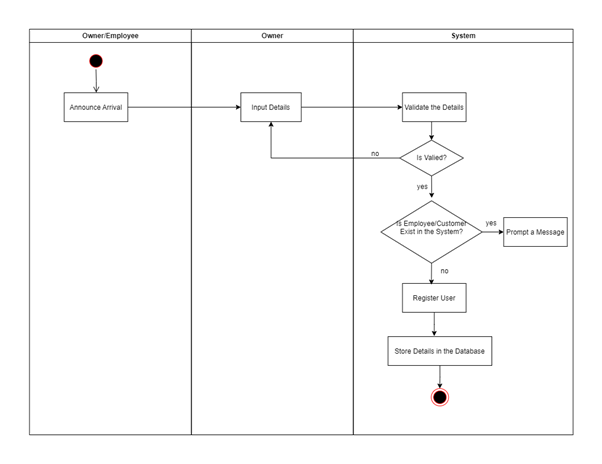 Owner/Employee
Owner
System
Announce Arrival
Input Details
Validate the Details
no
Is Valied?
yes
Is Employee/Customer
Exist in the System?
yes
Prompt a Message
no
Register User
Store Details in the Database